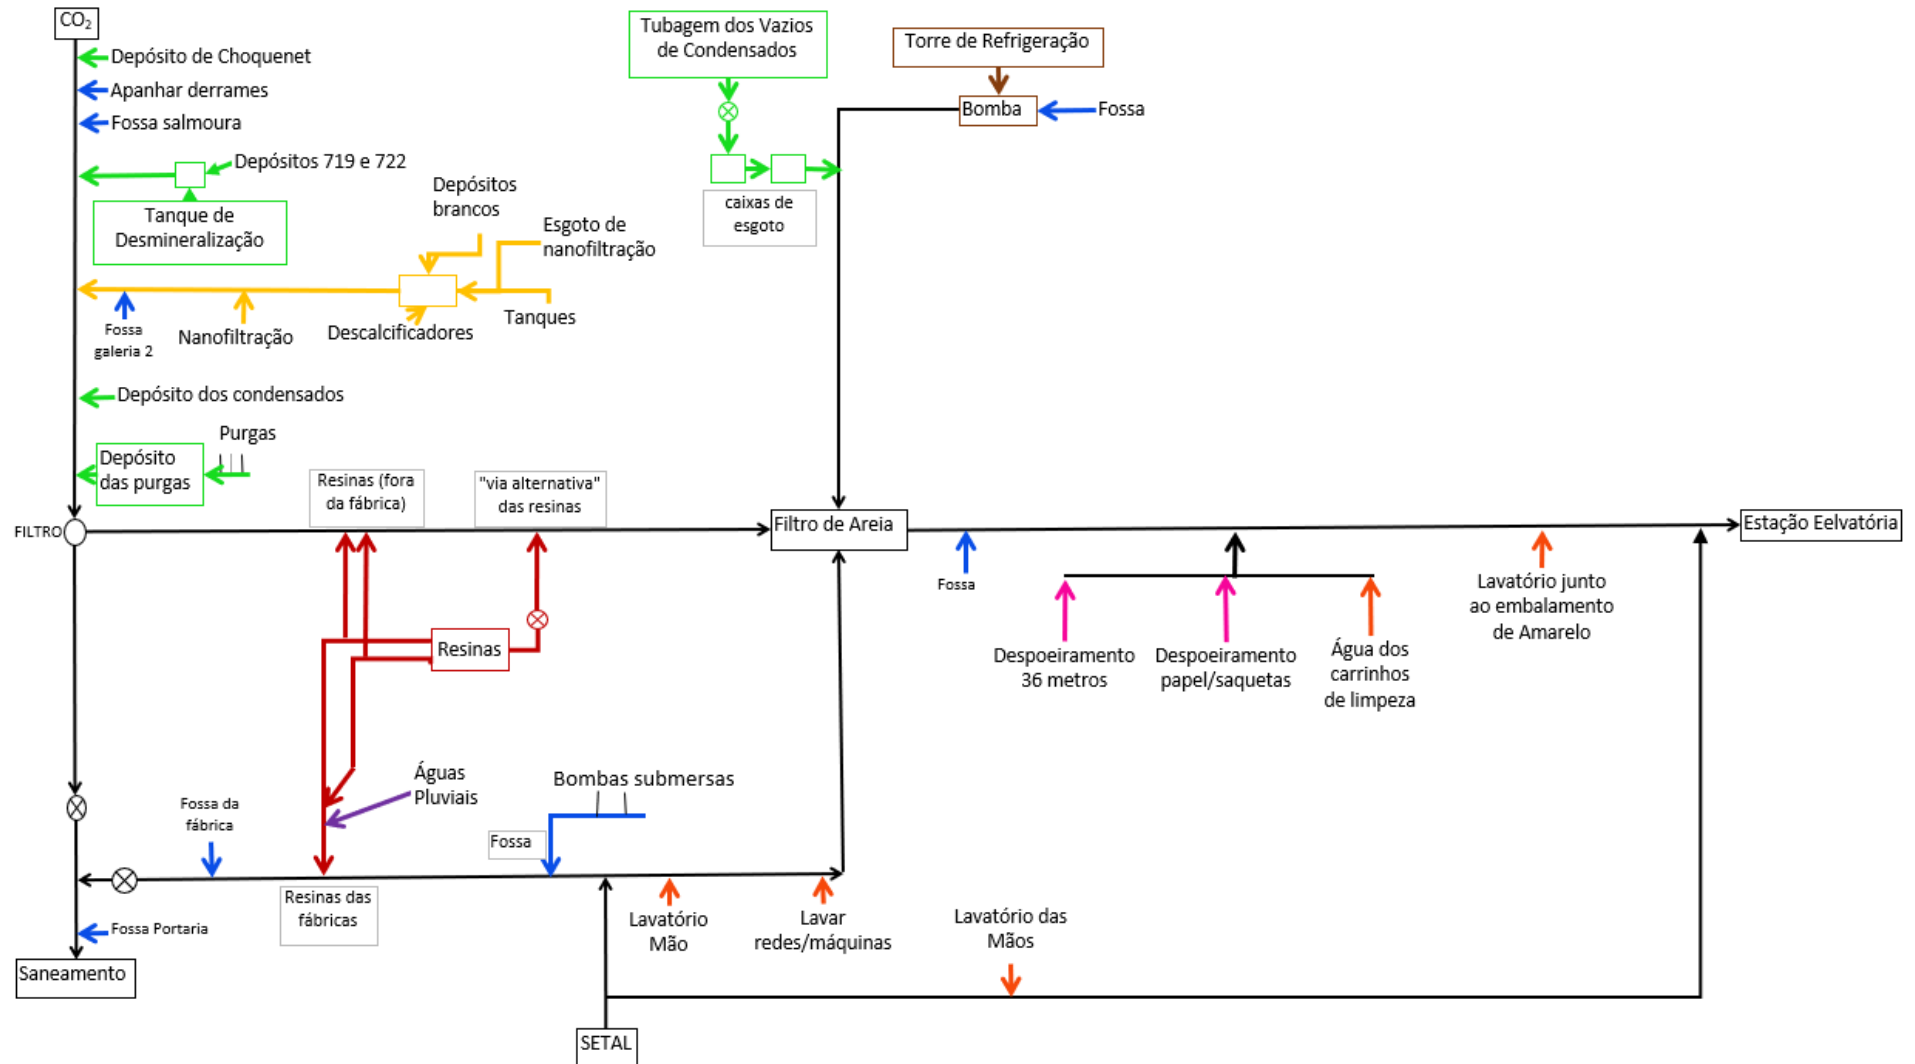 CO₂
Depósito de Choquenet
Apanhar derrames
Fossa salmoura
Depósitos 719 e 722
Tanque de
Desmineralização
Depósitos
brancos
Esgoto de
nanofiltração
Fossa
galeria 2
Nanofiltração
Descalcificadores
Tanques
Depósito dos condensados
Purgas
Depósito
das purgas
Tubagem dos Vazios
de Condensados
caixas de
esgoto
Torre de Refrigeração
Bomba
Fossa
FILTRO
Resinas (fora
da fábrica)
"via alternativa"
das resinas
Filtro de Areia
Estação Eelvatória
Fossa
Despoeiramento
36 metros
Despoeiramento
papel/saquetas
Água dos
carrinhos
de limpeza
Lavatório junto
ao embalamento
de Amarelo
Resinas
Águas
Pluviais
Fossa da
fábrica
Bombas submersas
Fossa
Resinas das
fábricas
Lavatório
Mão
Lavar
redes/máquinas
Lavatório das
Mãos
Fossa Portaria
Saneamento
SETAL